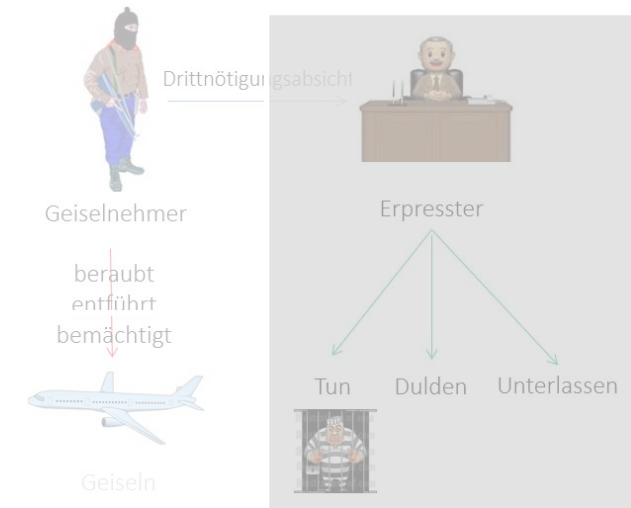 Drittnötigungsabsicht
Geiselnehmer
Erpresster
beraubt
entführt
bemächtigt
Tun
Dulden
Unterlassen
Geiseln